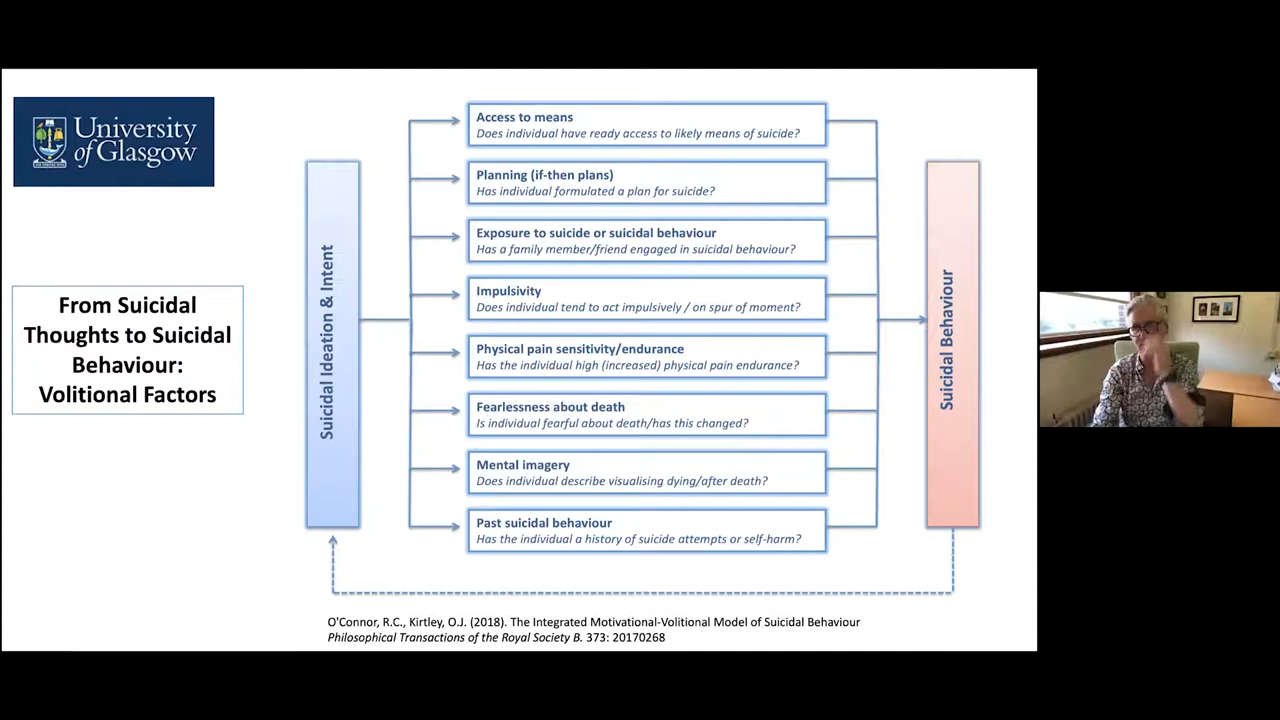 University
of Glasgow
From Suicidal
Thoughts to Suicidal
Behaviour:
Volitional Factors
Suicidal Ideation & Intent
Access to means
Does individual have ready access to likely means of suicide?
Planning (if-then plans)
Has individual formulated a plan for suicide?
Exposure to suicide or suicidal behaviour
Has a family member/friend engaged in suicidal behaviour?
Impulsivity
Does individual tend to act impulsively / on spur of moment?
Physical pain sensitivity/endurance
Has the individual high (increased) physical pain endurance?
Fearlessness about death
Is individual fearful about death/has this changed?
Mental imagery
Does individual describe visualising dying/after death?
Past suicidal behaviour
Has the individual a history of suicide attempts or self-harm?
Suicidal Behaviour
O'Connor, R.C., Kirtley, O.J. (2018). The Integrated Motivational-Volitional Model of Suicidal Behaviour
Philosophical Transactions of the Royal Society B. 373: 20170268